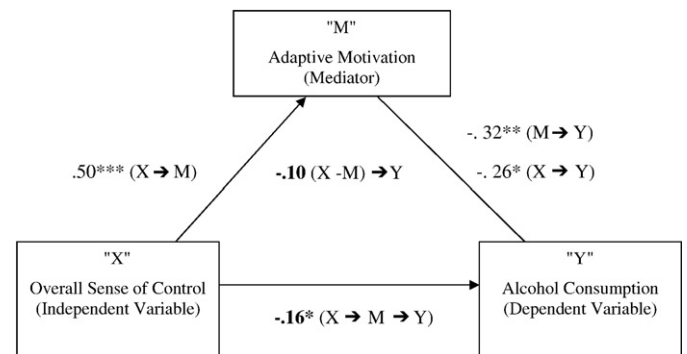 "M"
Adaptive Motivation
(Mediator)
-. 32** (M➔ Y)
.50*** (X ➔ M)
-.10 (X -M) ➔Y
-. 26* (X ➔ Y)
"X"
Overall Sense of Control
(Independent Variable)
"Y"
Alcohol Consumption
(Dependent Variable)
-.16* (X ➔ M ➔ Y)